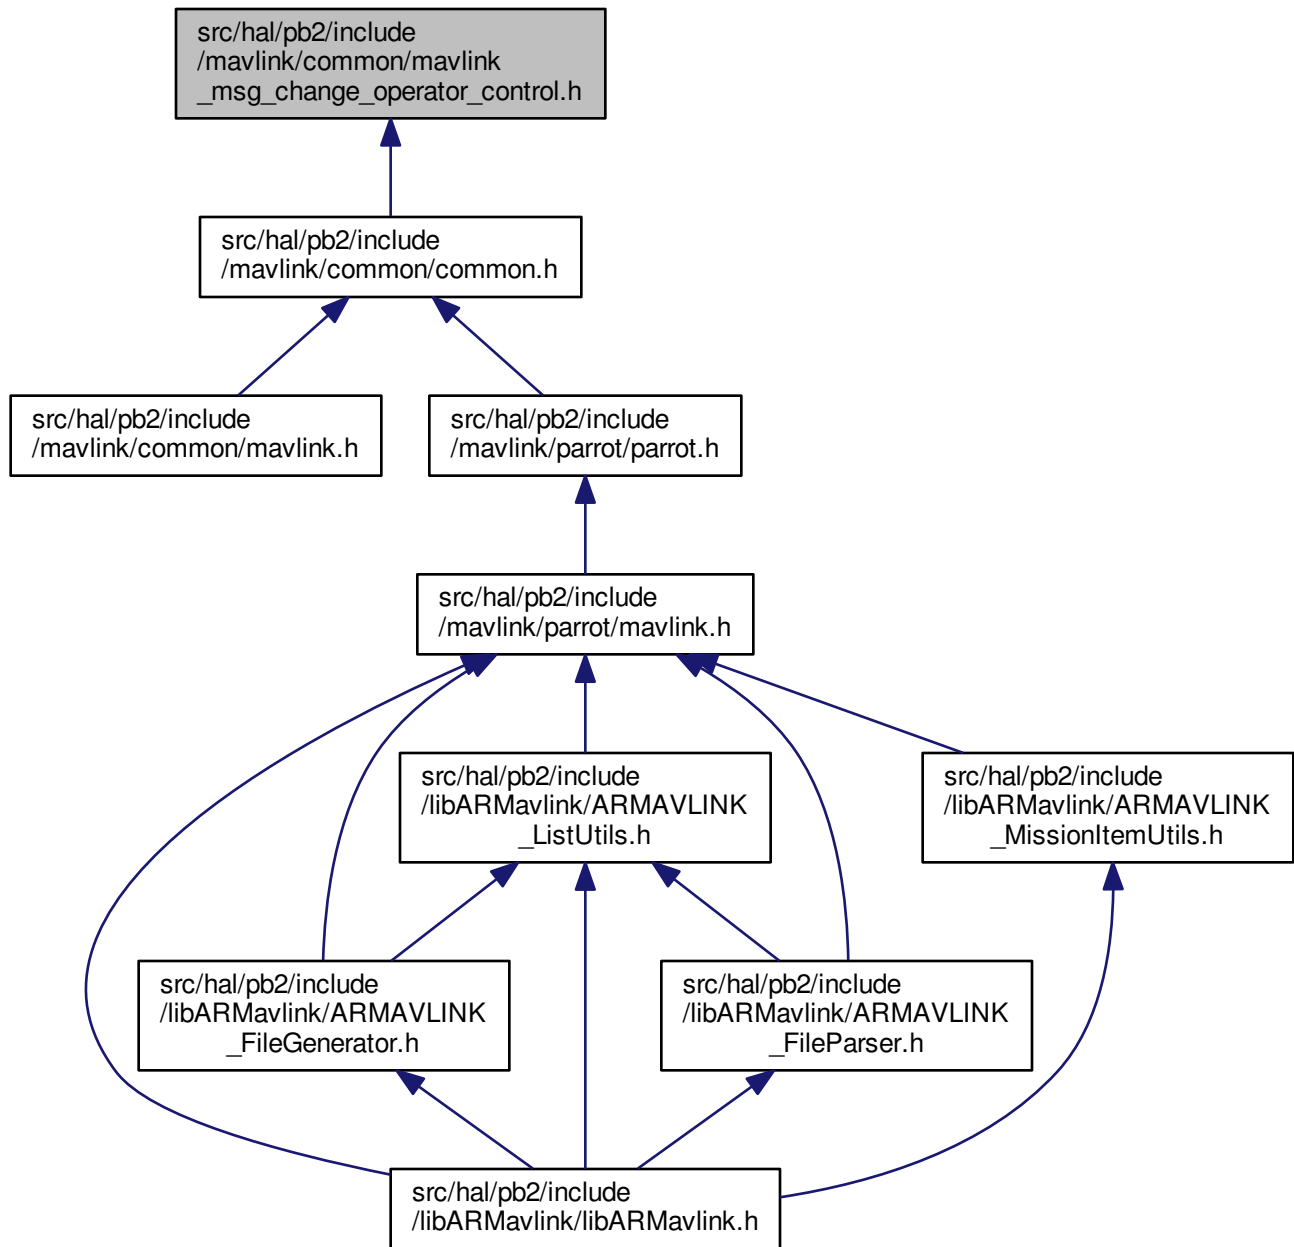 src/hal/pb2/include
/mavlink/common/mavlink
_msg_change_operator_control.h
src/hal/pb2/include
/mavlink/common/common.h
src/hal/pb2/include
/mavlink/common/mavlink.h
src/hal/pb2/include
/mavlink/parrot/parrot.h
src/hal/pb2/include
/mavlink/parrot/mavlink.h
src/hal/pb2/include
/libARMavlink/ARMAVLINK
_ListUtils.h
src/hal/pb2/include
/libARMavlink/ARMAVLINK
_MissionItemUtils.h
src/hal/pb2/include
/libARMavlink/ARMAVLINK
_FileGenerator.h
src/hal/pb2/include
/libARMavlink/ARMAVLINK
_FileParser.h
src/hal/pb2/include
/libARMavlink/libARMavlink.h